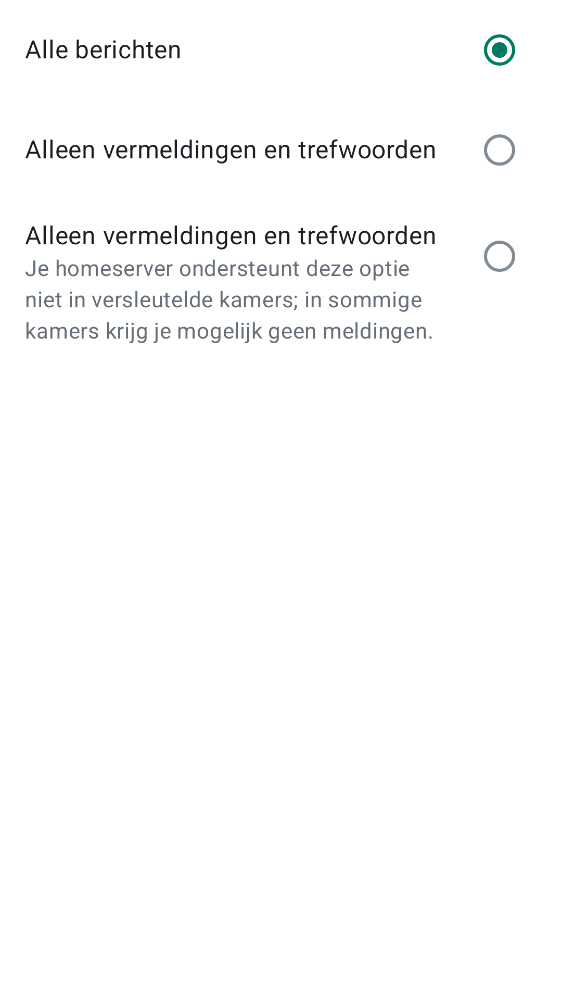 Alle berichten
Alleen vermeldingen en trefwoorden
Alleen vermeldingen en trefwoorden
Je homeserver ondersteunt deze optie
niet in versleutelde kamers; in sommige
kamers krijg je mogelijk geen meldingen.